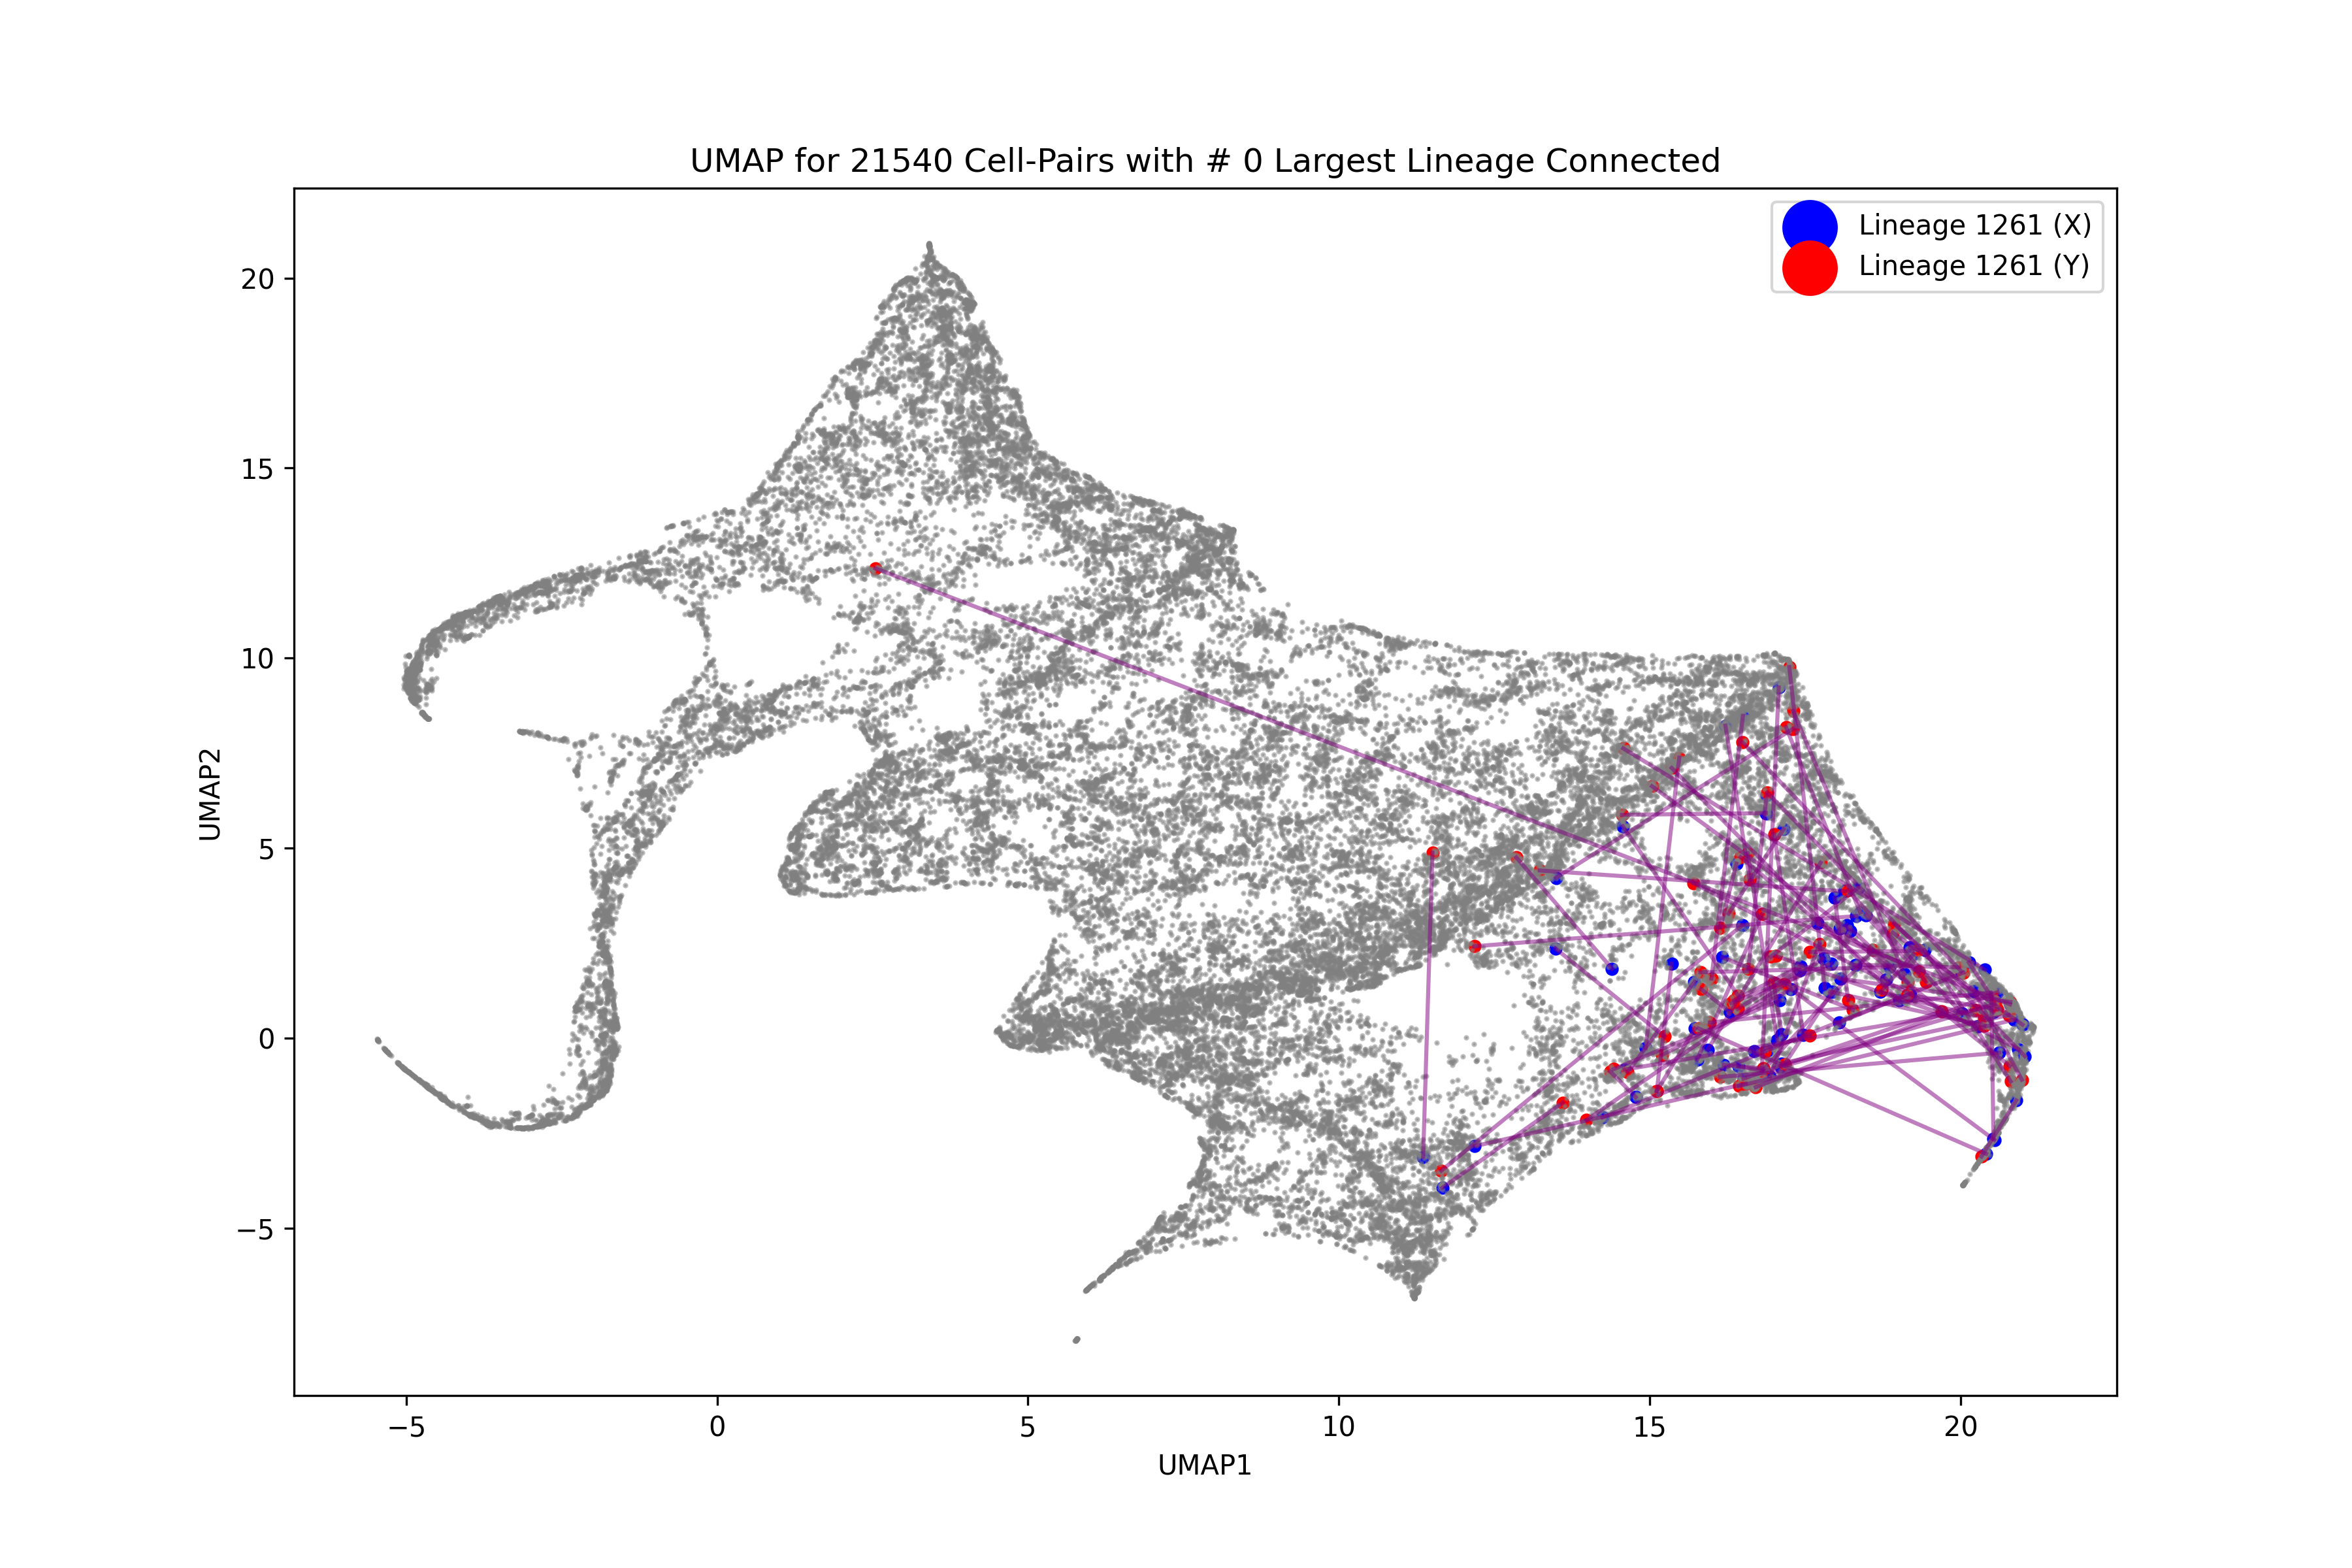 UMAP for 21540 Cell-Pairs with # 0 Largest Lineage Connected
Lineage 1261 (X)
Lineage 1261 (Y)
20
15
10
5
0
−5
UMAP2
−5
0
5
10
15
20
UMAP1